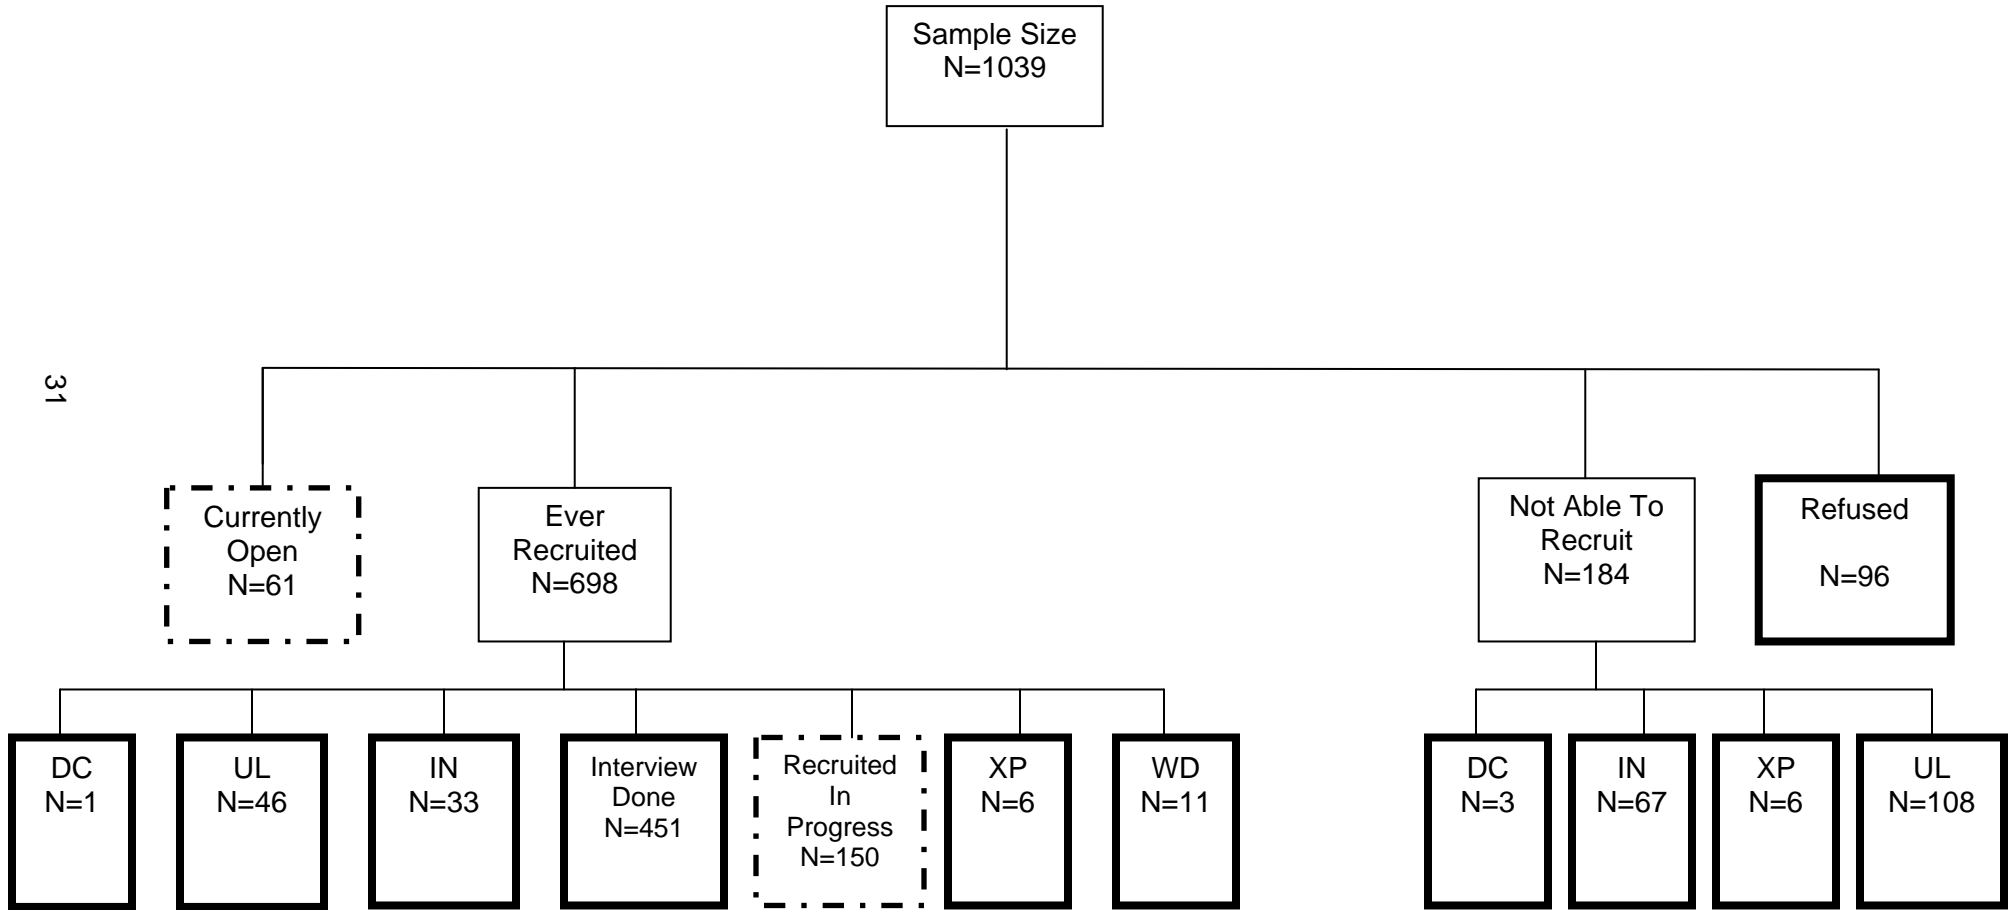 Sample Size
N=1039
31
Currently
Open
N=61
Ever
Recruited
N=698
Not Able To
Recruit
N=184
Refused
N=96
DC
N=1
UL
N=46
IN
N=33
Interview
Done
N=451
Recruited
In
Progress
N=150
XP
N=6
WD
N=11
DC
N=3
IN
N=67
XP
N=6
UL
N=108